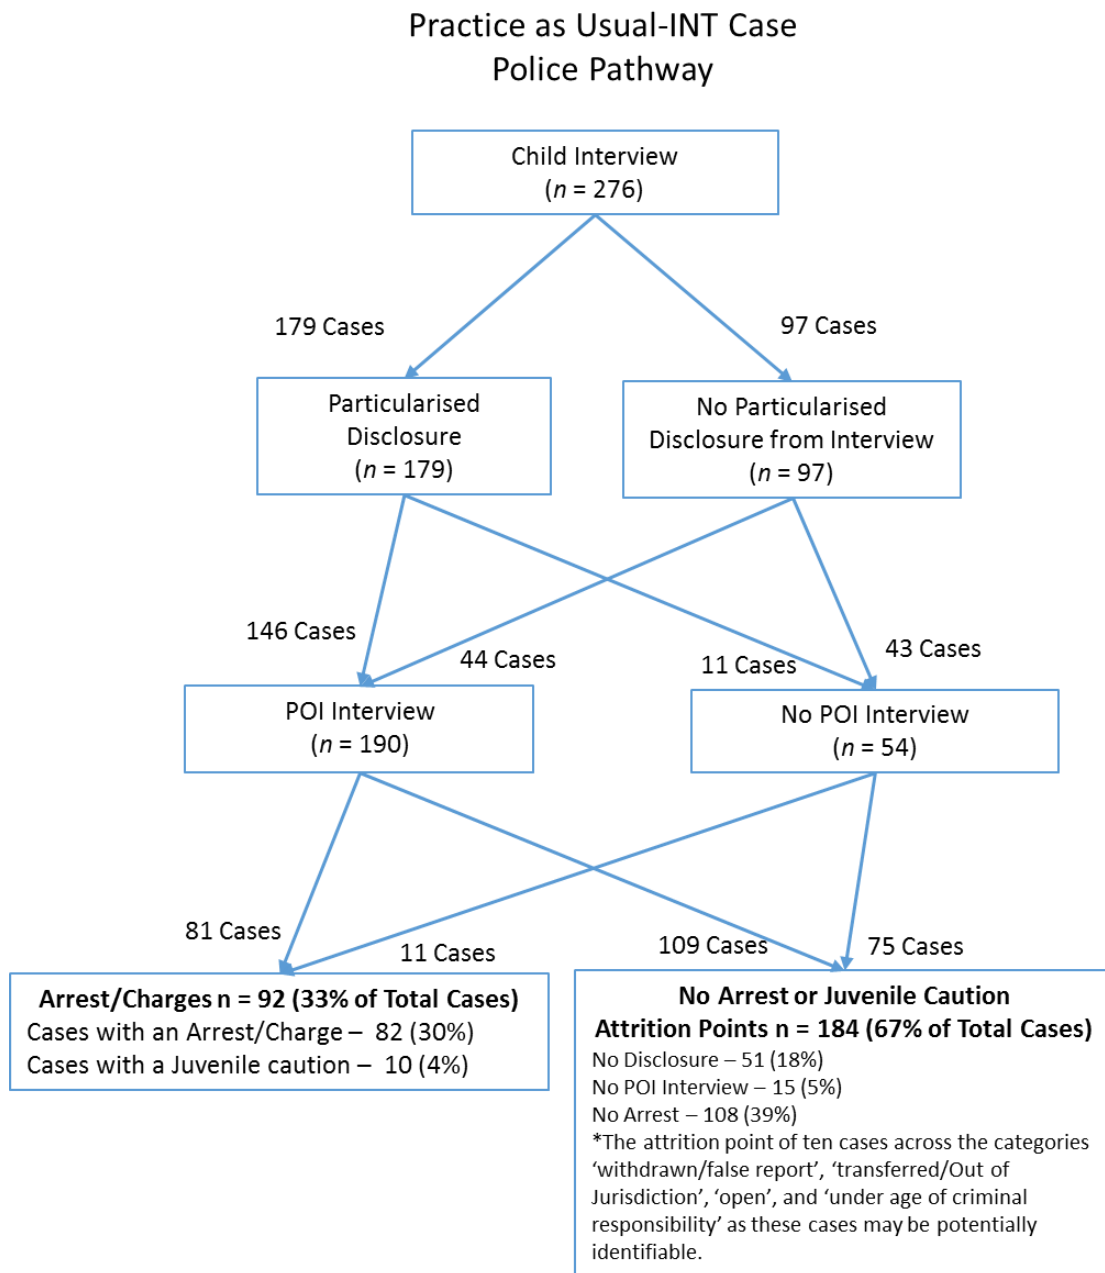 Practice as Usual-INT Case
Police Pathway
Child Interview
(n = 276)
179 Cases
97 Cases
Particularised
Disclosure
(n = 179)
No Particularised
Disclosure from Interview
(n = 97)
146 Cases
44 Cases
11 Cases
43 Cases
POI Interview
(n = 190)
No POI Interview
(n = 54)
81 Cases
11 Cases
109 Cases
75 Cases
Arrest/Charges n = 92 (33% of Total Cases)
Cases with an Arrest/Charge – 82 (30%)
Cases with a Juvenile caution – 10 (4%)
No Arrest or Juvenile Caution
Attrition Points n = 184 (67% of Total Cases)
No Disclosure – 51 (18%)
No POI Interview – 15 (5%)
No Arrest – 108 (39%)
*The attrition point of ten cases across the categories
‘withdrawn/false report’, ‘transferred/Out of
Jurisdiction’, ‘open’, and ‘under age of criminal
responsibility’ as these cases may be potentially
identifiable.